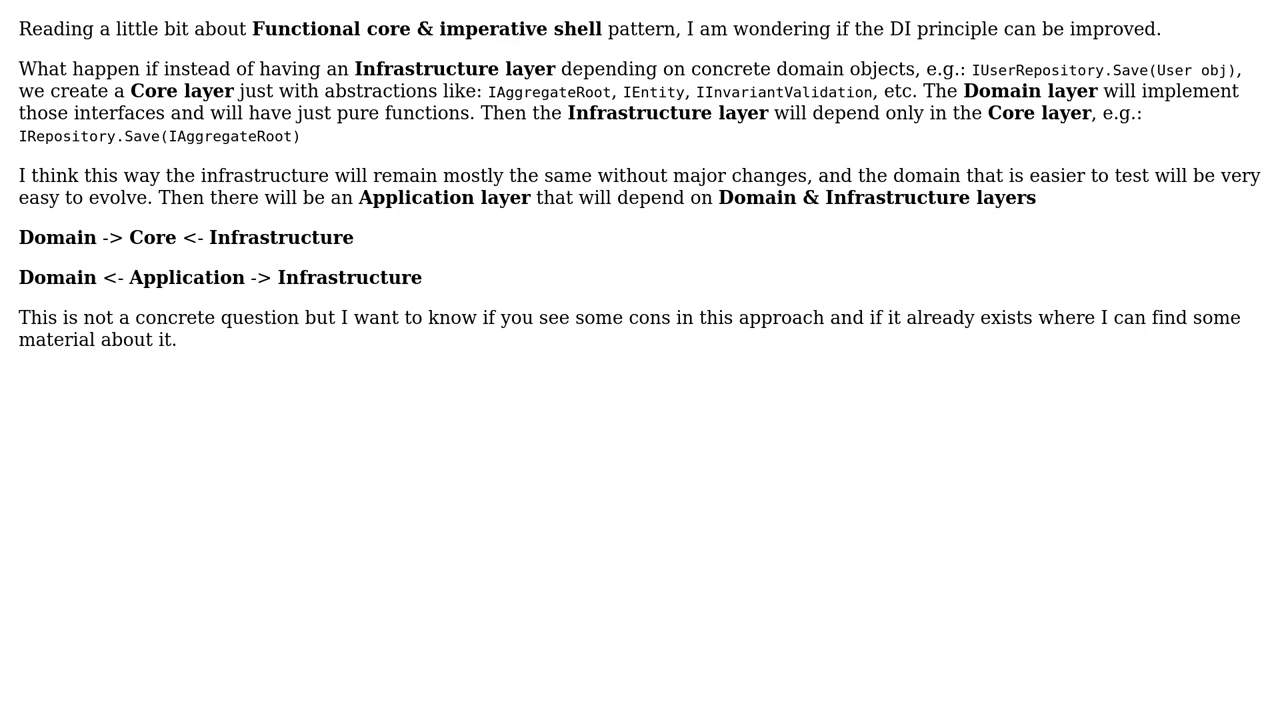 Reading a little bit about Functional core & imperative shell pattern, I am wondering if the DI principle can be improved.
What happen if instead of having an Infrastructure layer depending on concrete domain objects, e.g.: IUserRepository.Save(User obj),
we create a Core layer just with abstractions like: IAggregateRoot, IEntity, IInvariantValidation, etc. The Domain layer will implement
those interfaces and will have just pure functions. Then the Infrastructure layer will depend only in the Core layer, e.g.:
IRepository.Save(IAggregateRoot)
I think this way the infrastructure will remain mostly the same without major changes, and the domain that is easier to test will be very
easy to evolve. Then there will be an Application layer that will depend on Domain & Infrastructure layers
Domain -> Core <- Infrastructure
Domain <- Application -> Infrastructure
This is not a concrete question but I want to know if you see some cons in this approach and if it already exists where I can find some
material about it.